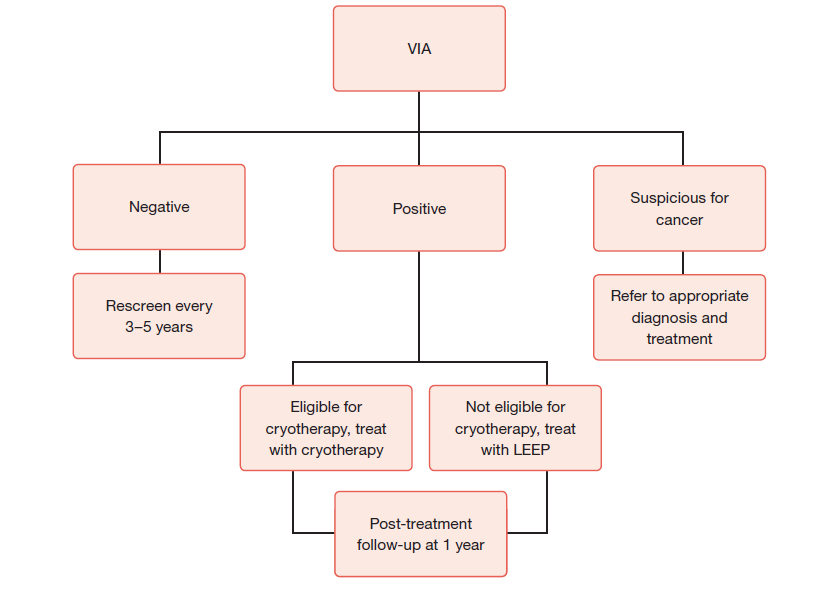 VIA
Negative
Positive
Suspicious for
cancer
Rescreen every
3–5 years
Refer to appropriate
diagnosis and
treatment
Eligible for
cryotherapy, treat
with cryotherapy
Not eligible for
cryotherapy, treat
with LEEP
Post-treatment
follow-up at 1 year